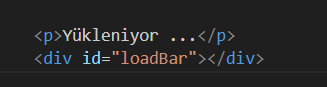 <p>Yükleniyor ...</p>
<div id="loadBar"></div>